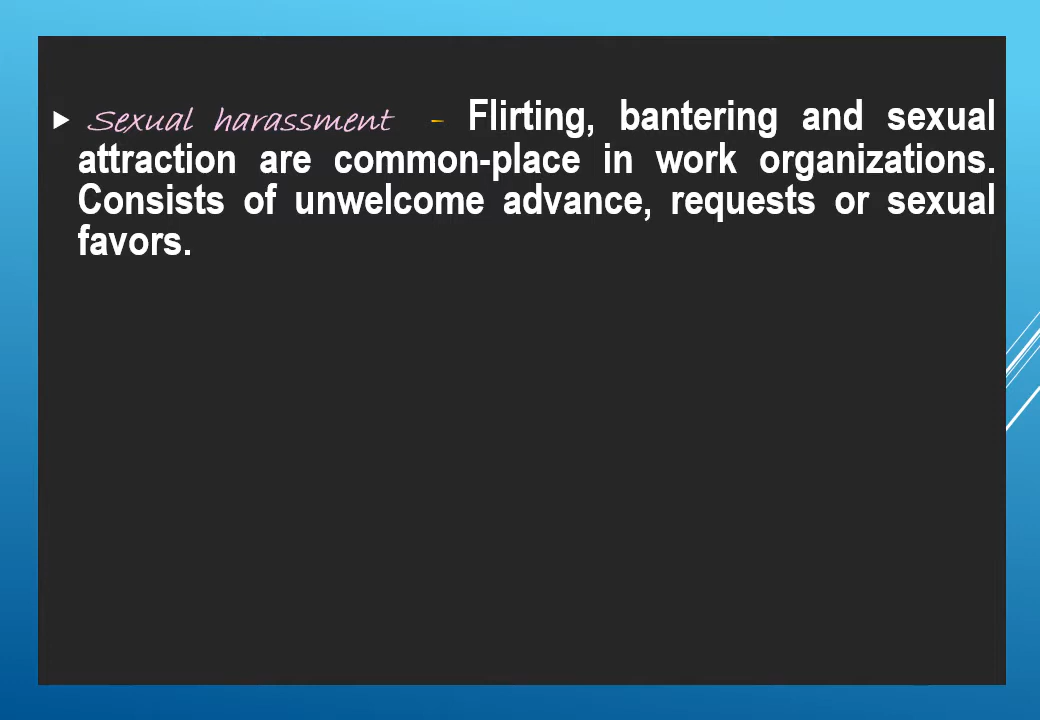 Sexual harassment - Flirting, bantering and sexual
attraction are common-place in work organizations.
Consists of unwelcome advance, requests or sexual
favors.